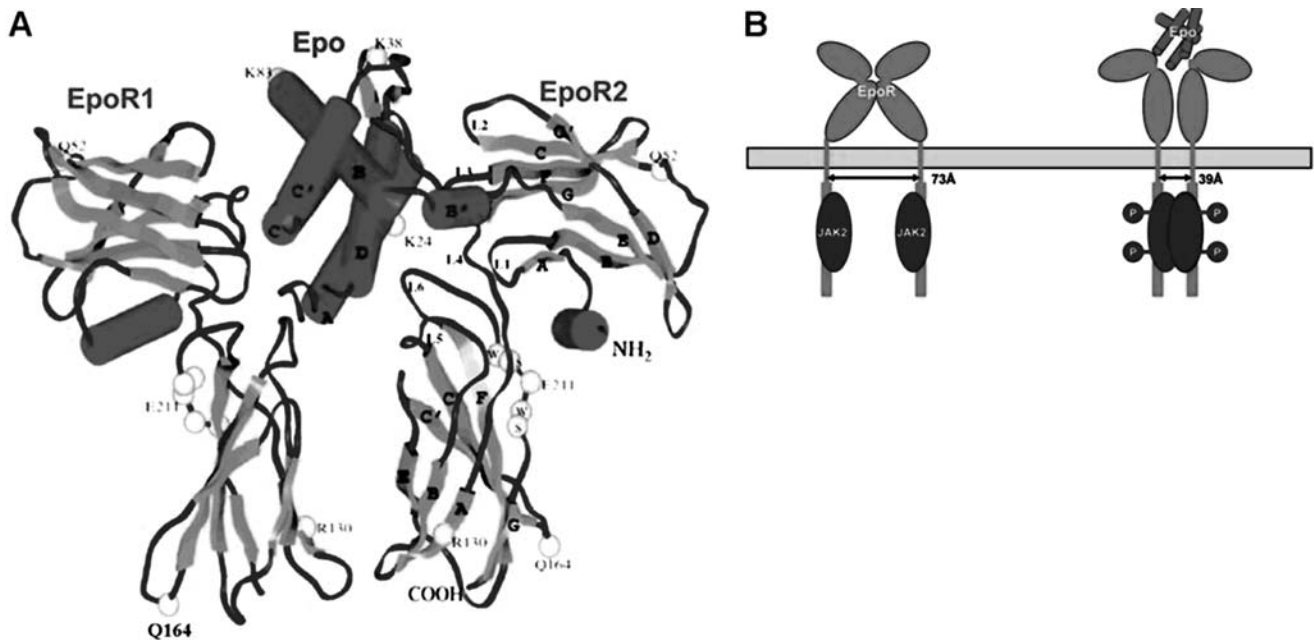 A
Epo
K38
K83
EpoR1
EpoR2
L2
G'
Q52
C
Q52
L3
F
G
C'
B
B'
C
K24
D
E
D
L4
L1
A
B
L6
A
NH₂
L5
W
S
E211
E211
C
F
C'
W
S
E
B
A
G
R130
R130
Q164
COOH
Q164
B
Epo
EpoR
73Å
39Å
JAK2
JAK2
P
P
P
P